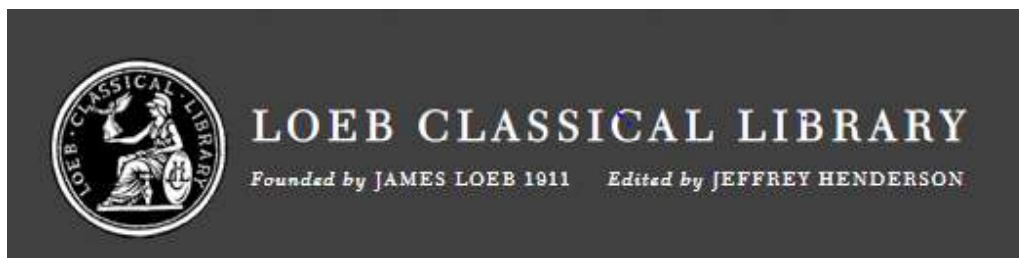 LOEB · CLASSICAL · LIBRARY
LOEB CLASSICAL LIBRARY
Founded by JAMES LOEB 1911 Edited by JEFFREY HENDERSON